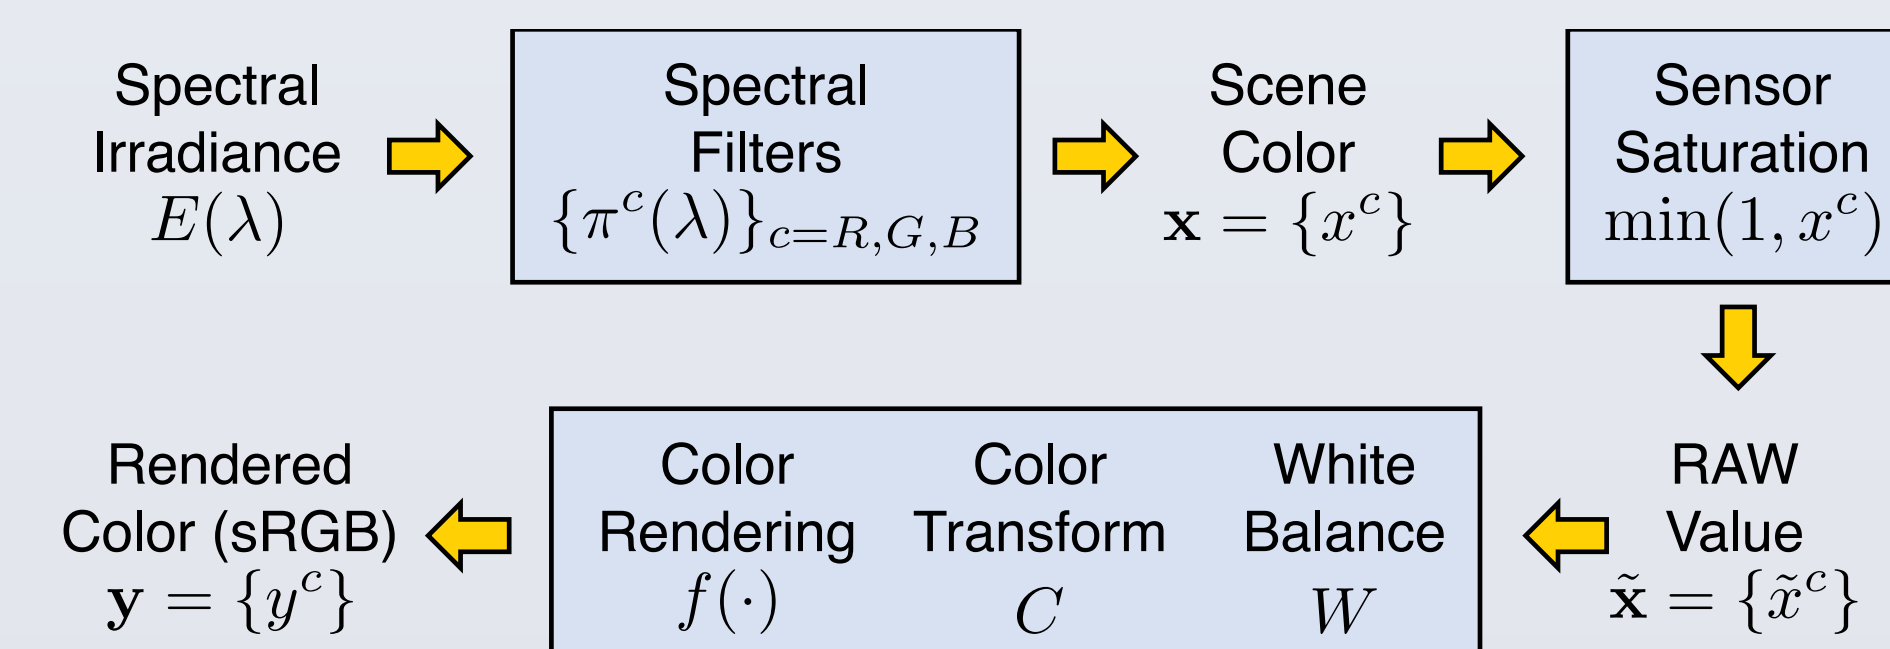 Spectral
Irradiance
E(λ)
Spectral
Filters
{π^c(λ)}_{c=R,G,B}
Scene
Color
x = {x^c}
Sensor
Saturation
min(1, x^c)
Rendered
Color (sRGB)
y = {y^c}
Color
Rendering
f(·)
Color
Transform
C
White
Balance
W
RAW
Value
x̃ = {x̃^c}